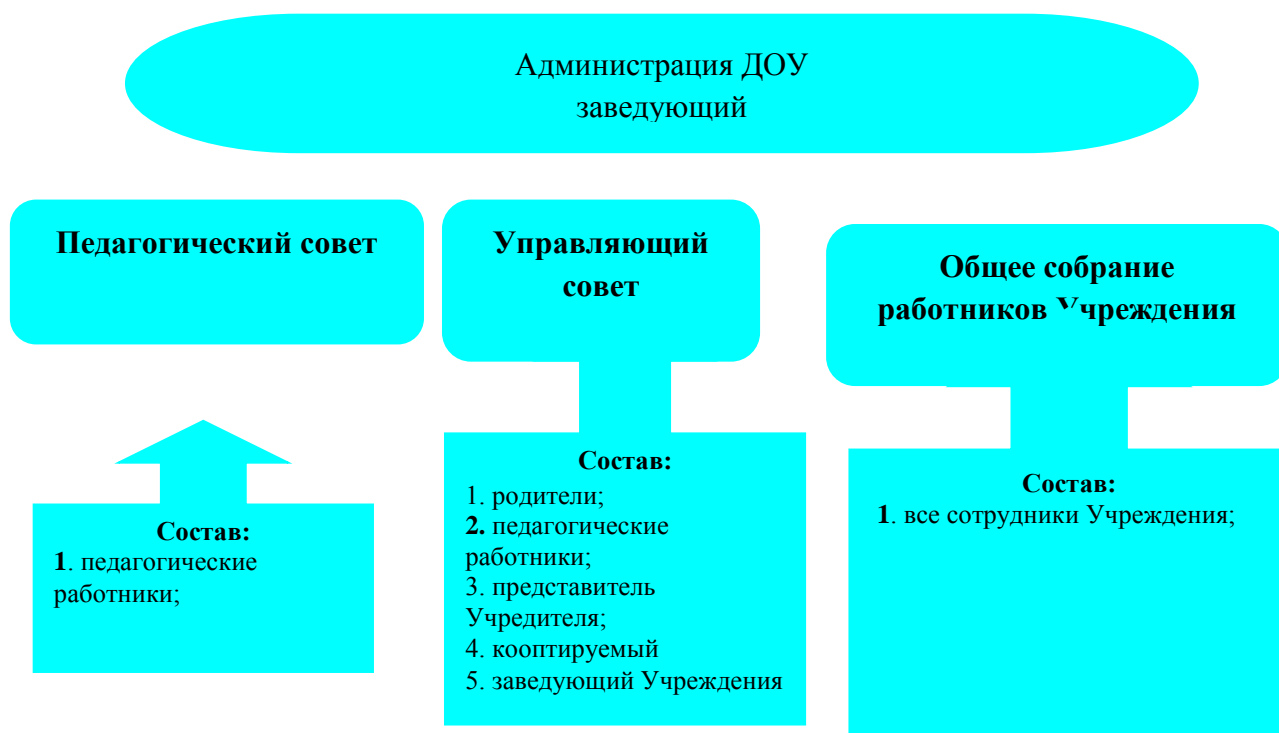 Администрация ДОУ
заведующий
Педагогический совет
Управляющий
совет
Общее собрание
работников Учреждения
Состав:
1. педагогические
работники;
Состав:
1. родители;
2. педагогические
работники;
3. представитель
Учредителя;
4. кооптируемый
5. заведующий Учреждения
Состав:
1. все сотрудники Учреждения;